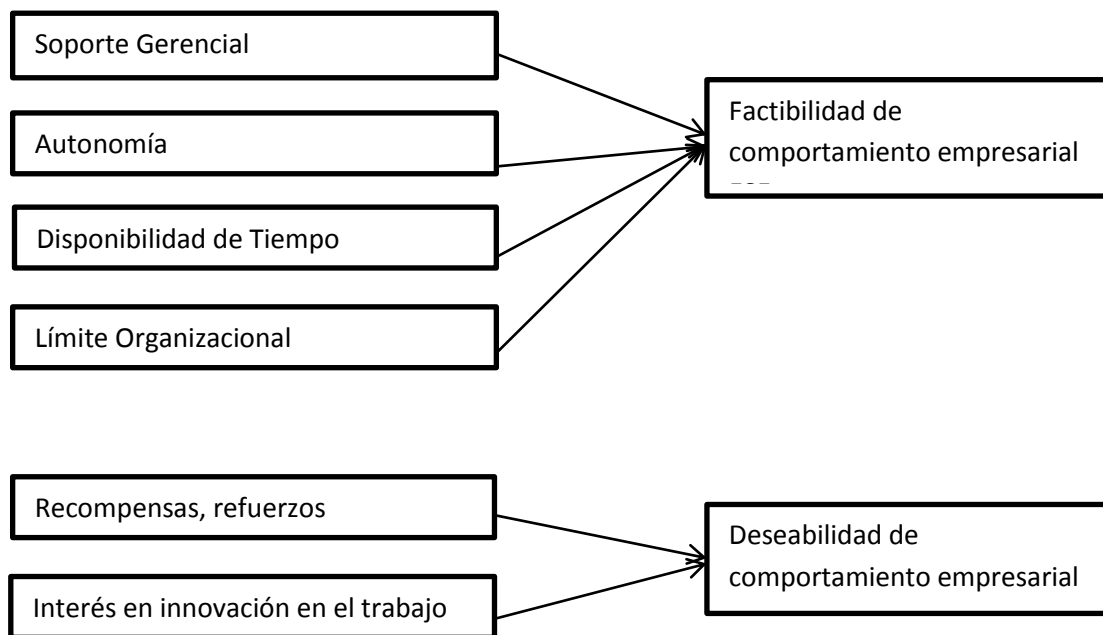 Soporte Gerencial
Autonomía
Disponibilidad de Tiempo
Límite Organizacional
Factibilidad de
comportamiento empresarial
Recompensas, refuerzos
Interés en innovación en el trabajo
Deseabilidad de
comportamiento empresarial